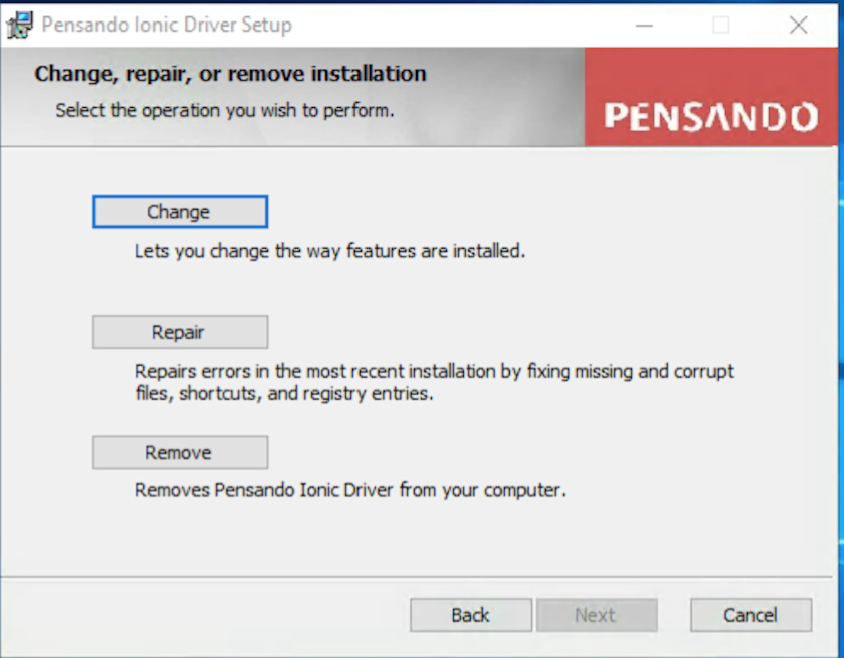 Pensando Ionic Driver Setup
Change, repair, or remove installation
Select the operation you wish to perform.
PENSANDO
Change
Lets you change the way features are installed.
Repair
Repairs errors in the most recent installation by fixing missing and corrupt
files, shortcuts, and registry entries.
Remove
Removes Pensando Ionic Driver from your computer.
Back
Next
Cancel